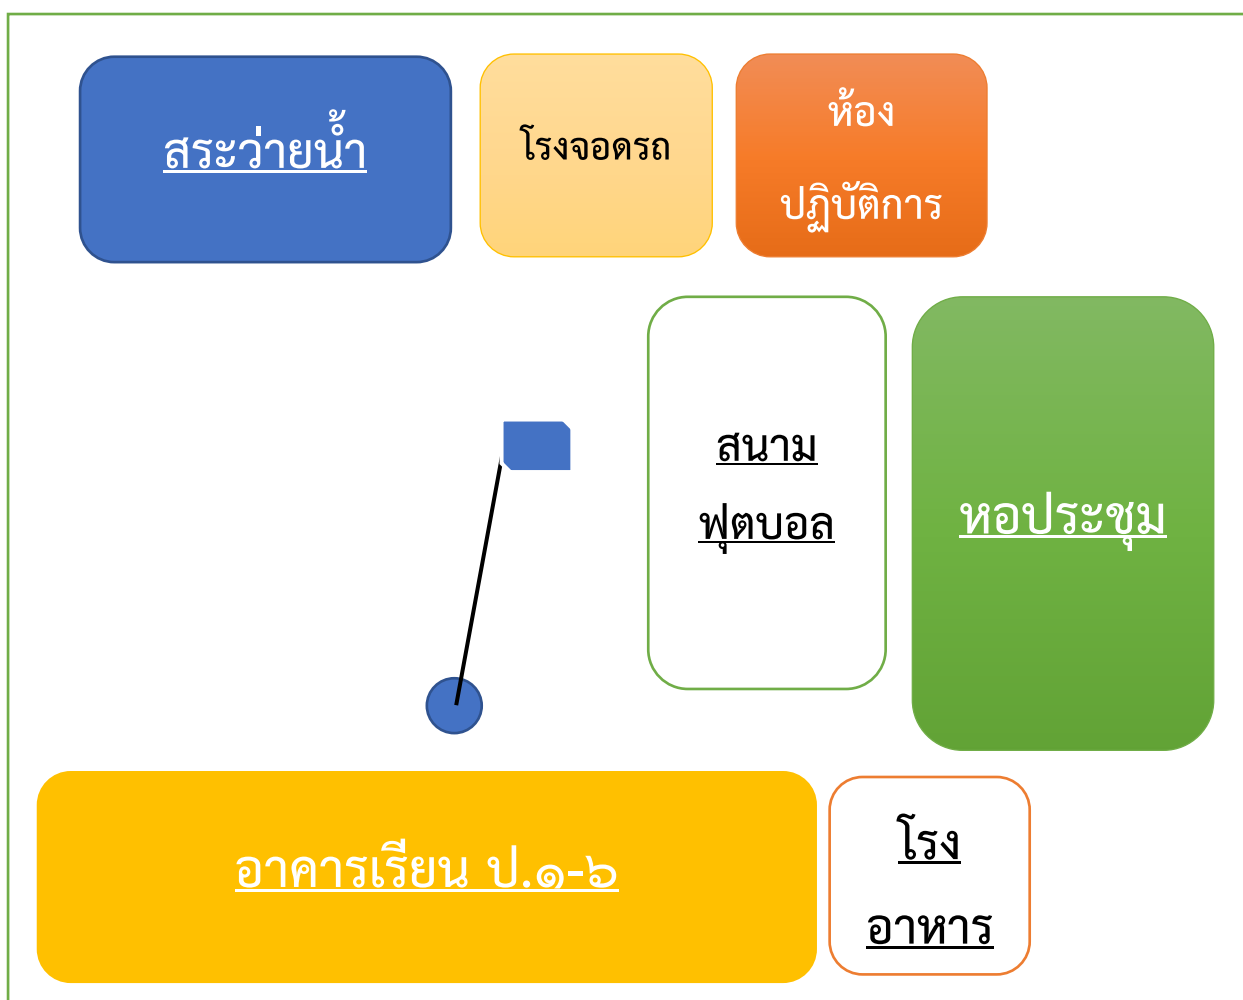 สระว่ายน้ำ
โรงจอดรถ
ห้อง
ปฏิบัติการ
สนาม
ฟุตบอล
หอประชุม
อาคารเรียน ป.๑-๖
โรง
อาหาร